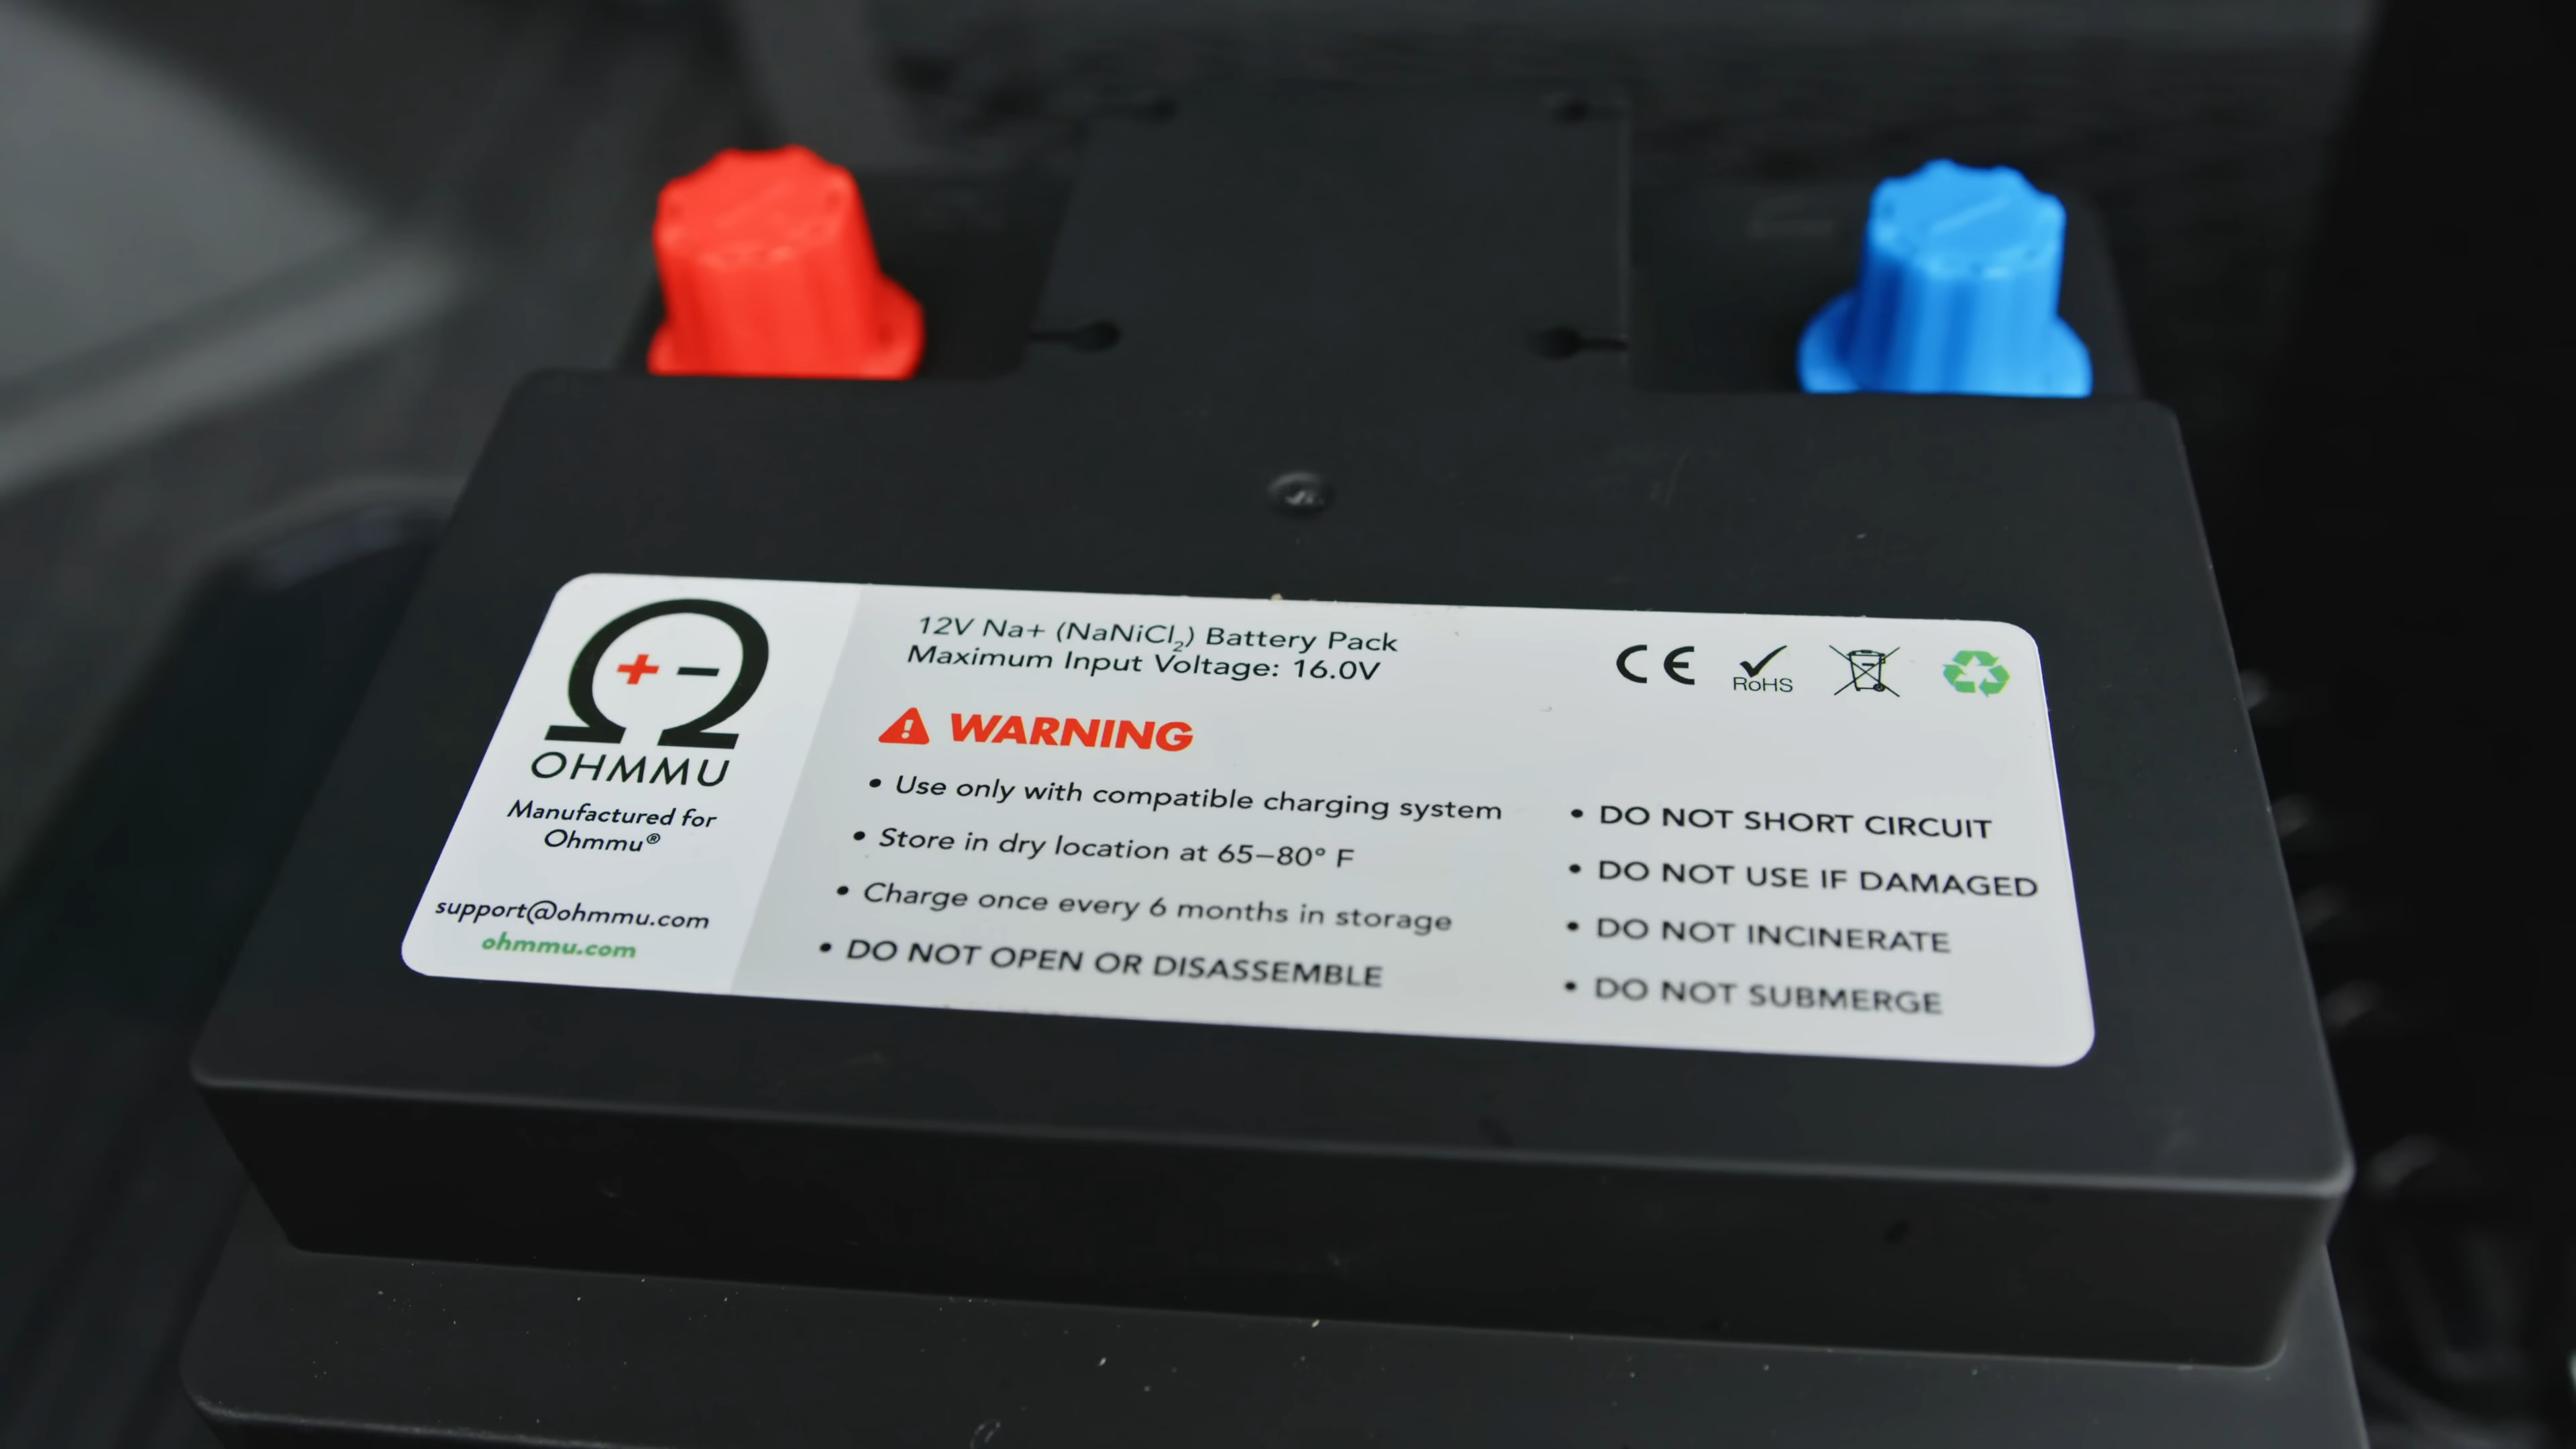 12V Na+ (NaNiCl₂) Battery Pack
Maximum Input Voltage: 16.0V
CE
RoHS
+ −
OHMMU
Manufactured for
Ohmmu®
support@ohmmu.com
ohmmu.com
WARNING
• Use only with compatible charging system
• Store in dry location at 65–80° F
• Charge once every 6 months in storage
• DO NOT OPEN OR DISASSEMBLE
• DO NOT SHORT CIRCUIT
• DO NOT USE IF DAMAGED
• DO NOT INCINERATE
• DO NOT SUBMERGE